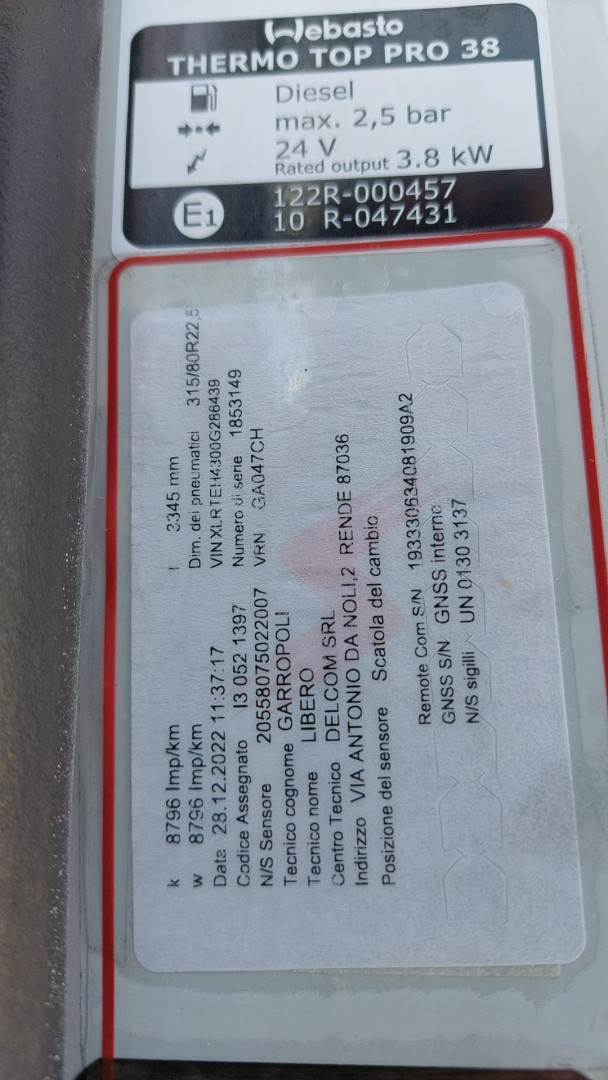 Webasto
THERMO TOP PRO 38
Diesel
max. 2,5 bar
24 V
Rated output 3.8 kW
E1
122R-000457
10 R-047431
k 8796 Imp/km l 3345 mm
w 8796 Imp/km Dim. dei pneumatici 315/80R22,5
Data 28.12.2022 11:37:17 VIN XLRTEH4300G286439
Codice Assegnato I3 052 1397 Numero di serie 1853149
N/S Sensore 20558075022007 VRN GA047CH
Tecnico cognome GARROPOLI
Tecnico nome LIBERO
Centro Tecnico DELCOM SRL
Indirizzo VIA ANTONIO DA NOLI,2 RENDE 87036
Posizione del sensore Scatola del cambio
Remote Com S/N 193330634081909A2
GNSS S/N GNSS interno
N/S sigilli UN 0130 3137